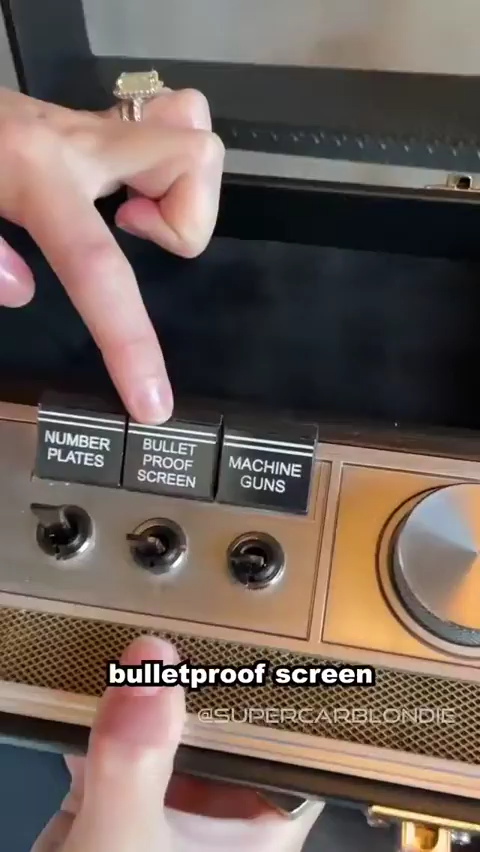 NUMBER
PLATES
BULLET
PROOF
SCREEN
MACHINE
GUNS
bulletproof screen
@SUPERCARBLONDIE